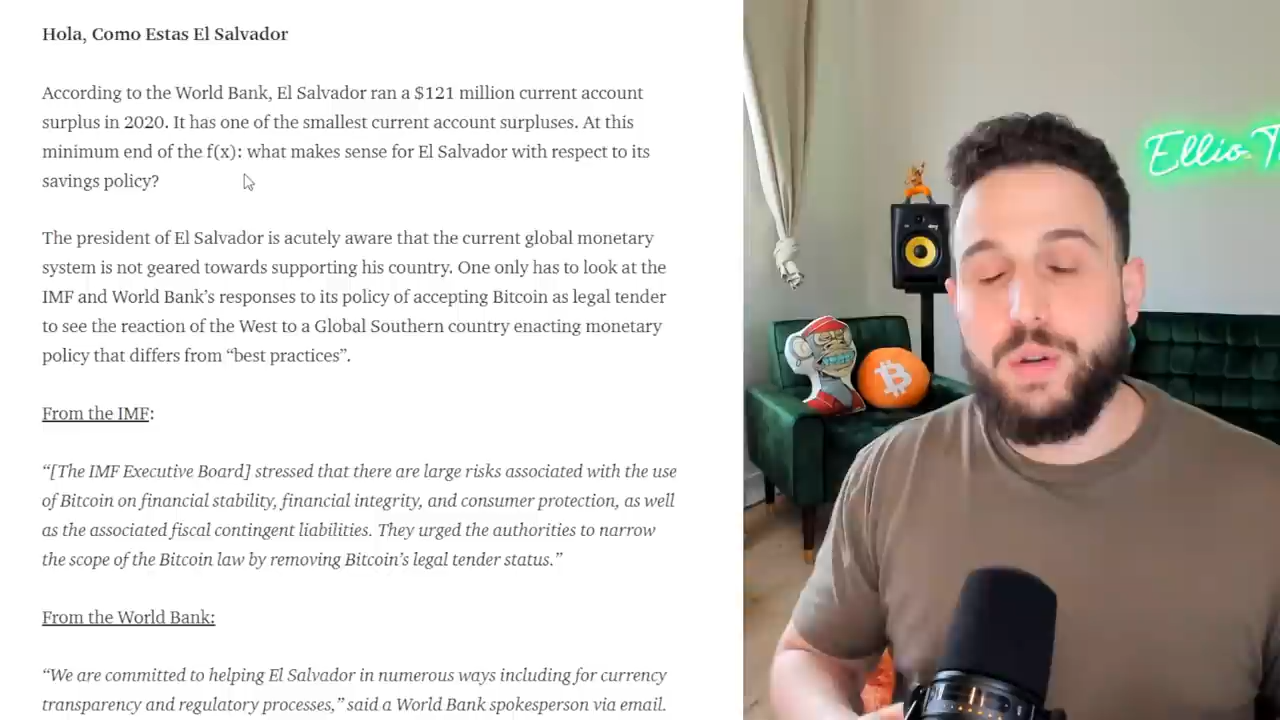 Hola, Como Estas El Salvador
According to the World Bank, El Salvador ran a $121 million current account
surplus in 2020. It has one of the smallest current account surpluses. At this
minimum end of the f(x): what makes sense for El Salvador with respect to its
savings policy?
The president of El Salvador is acutely aware that the current global monetary
system is not geared towards supporting his country. One only has to look at the
IMF and World Bank’s responses to its policy of accepting Bitcoin as legal tender
to see the reaction of the West to a Global Southern country enacting monetary
policy that differs from “best practices”.
From the IMF:
“[The IMF Executive Board] stressed that there are large risks associated with the use
of Bitcoin on financial stability, financial integrity, and consumer protection, as well
as the associated fiscal contingent liabilities. They urged the authorities to narrow
the scope of the Bitcoin law by removing Bitcoin’s legal tender status.”
From the World Bank:
“We are committed to helping El Salvador in numerous ways including for currency
transparency and regulatory processes,” said a World Bank spokesperson via email.
Ellio